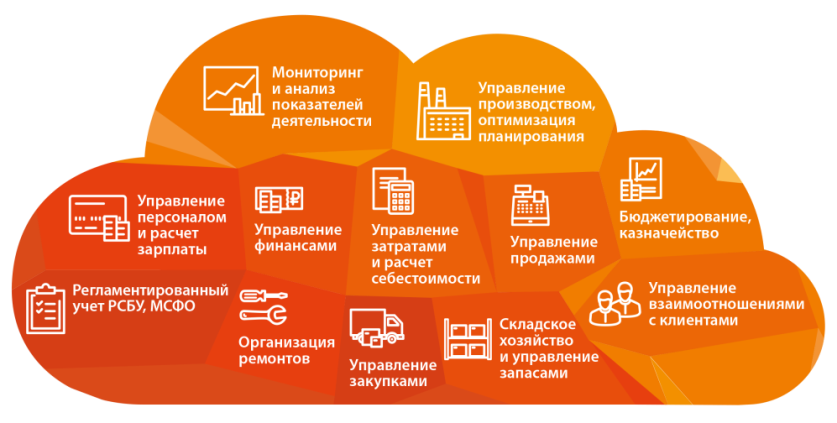 Мониторинг
и анализ
показателей
деятельности
Управление
производством,
оптимизация
планирования
Управление
персоналом
и расчет
зарплаты
Управление
финансами
Управление
затратами
и расчет
себестоимости
Управление
продажами
Бюджетирование,
казначейство
Регламентированный
учет РСБУ, МСФО
Организация
ремонтов
Управление
закупками
Складское
хозяйство
и управление
запасами
Управление
взаимоотношениями
с клиентами